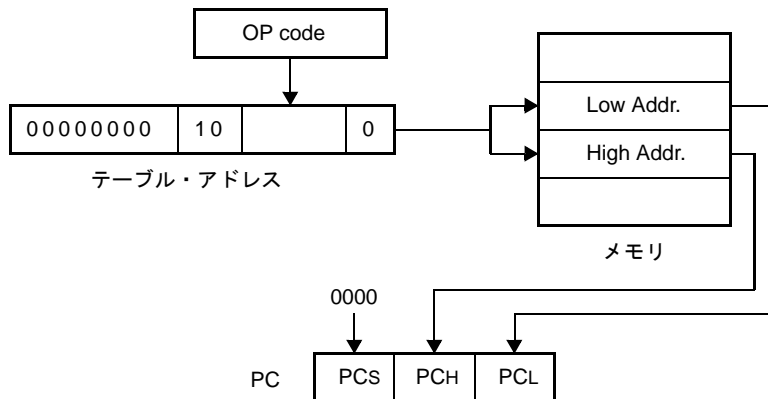 OP code
00000000 10 0
テーブル・アドレス
Low Addr.
High Addr.
メモリ
0000
PC PCS PCH PCL